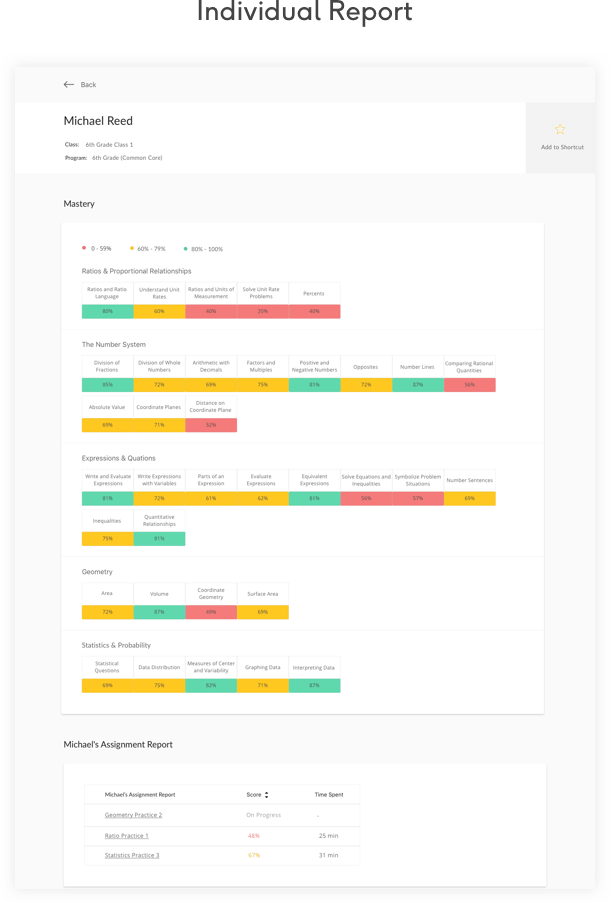 Individual Report
Back
Michael Reed
Class: 6th Grade Class 1
Program: 6th Grade (Common Core)
Add to Shortcut
Mastery
0 - 59%
60% - 79%
80% - 100%
Ratios & Proportional Relationships
Ratios and Ratio Language
Understand Unit Rates
Ratios and Units of Measurement
Solve Unit Rate Problems
Percents
80% 60% 40% 20% 40%
The Number System
Division of Fractions
Division of Whole Numbers
Arithmetic with Decimals
Factors and Multiples
Positive and Negative Numbers
Opposites
Number Lines
Comparing Rational Quantities
85% 72% 69% 75% 81% 72% 87% 56%
Absolute Value
Coordinate Planes
Distance on Coordinate Plane
69% 71% 52%
Expressions & Quations
Write and Evaluate Expressions
Write Expressions with Variables
Parts of an Expression
Evaluate Expressions
Equivalent Expressions
Solve Equations and Inequalities
Symbolize Problem Situations
Number Sentences
81% 72% 61% 62% 81% 56% 57% 69%
Inequalities
Quantitative Relationships
75% 81%
Geometry
Area
Volume
Coordinate Geometry
Surface Area
72% 97% 49% 69%
Statistics & Probability
Statistical Questions
Data Distribution
Measures of Center and Variability
Graphing Data
Interpreting Data
69% 75% 82% 71% 87%
Michael's Assignment Report
Michael's Assignment Report Score Time Spent
Geometry Practice 2 On Progress -
Ratio Practice 1 48% 25 min
Statistics Practice 3 67% 31 min